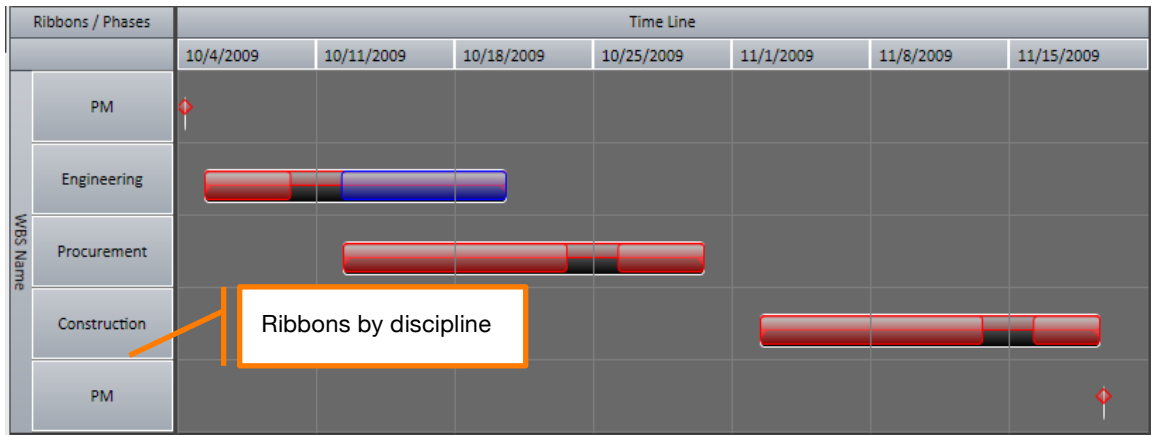 Ribbons / Phases
Time Line
10/4/2009 10/11/2009 10/18/2009 10/25/2009 11/1/2009 11/8/2009 11/15/2009
WBS Name
PM
Engineering
Procurement
Construction
Ribbons by discipline
PM